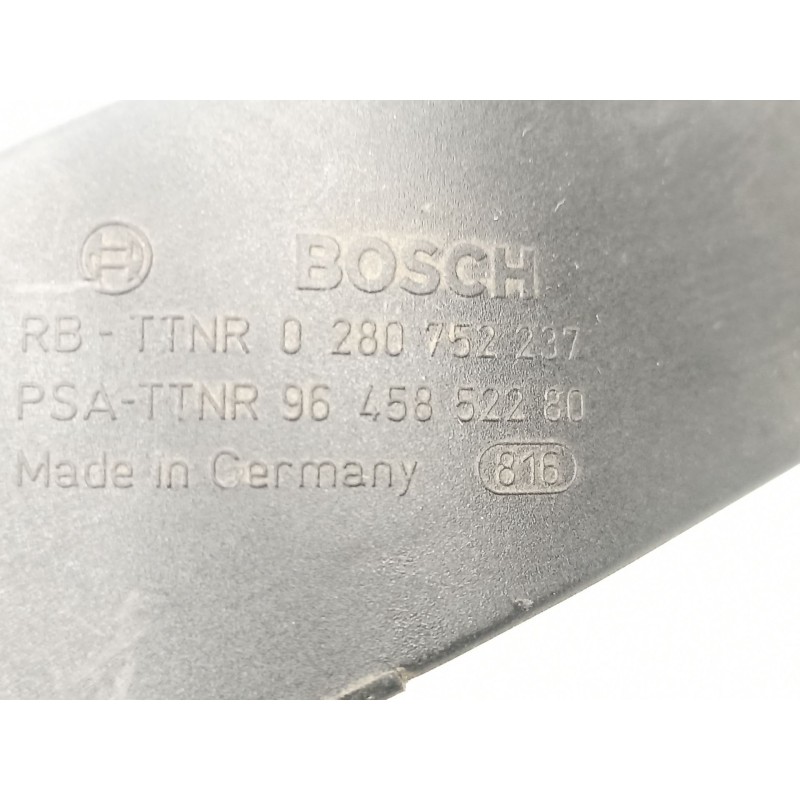 BOSCH
RB-TTNR 0 280 752 237
PSA-TTNR 96 458 522 80
Made in Germany 816